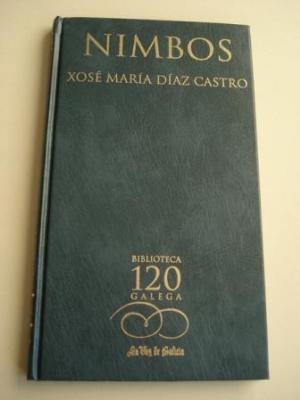 NIMBOS
XOSÉ MARÍA DÍAZ CASTRO
BIBLIOTECA
120
GALEGA
La Voz de Galicia